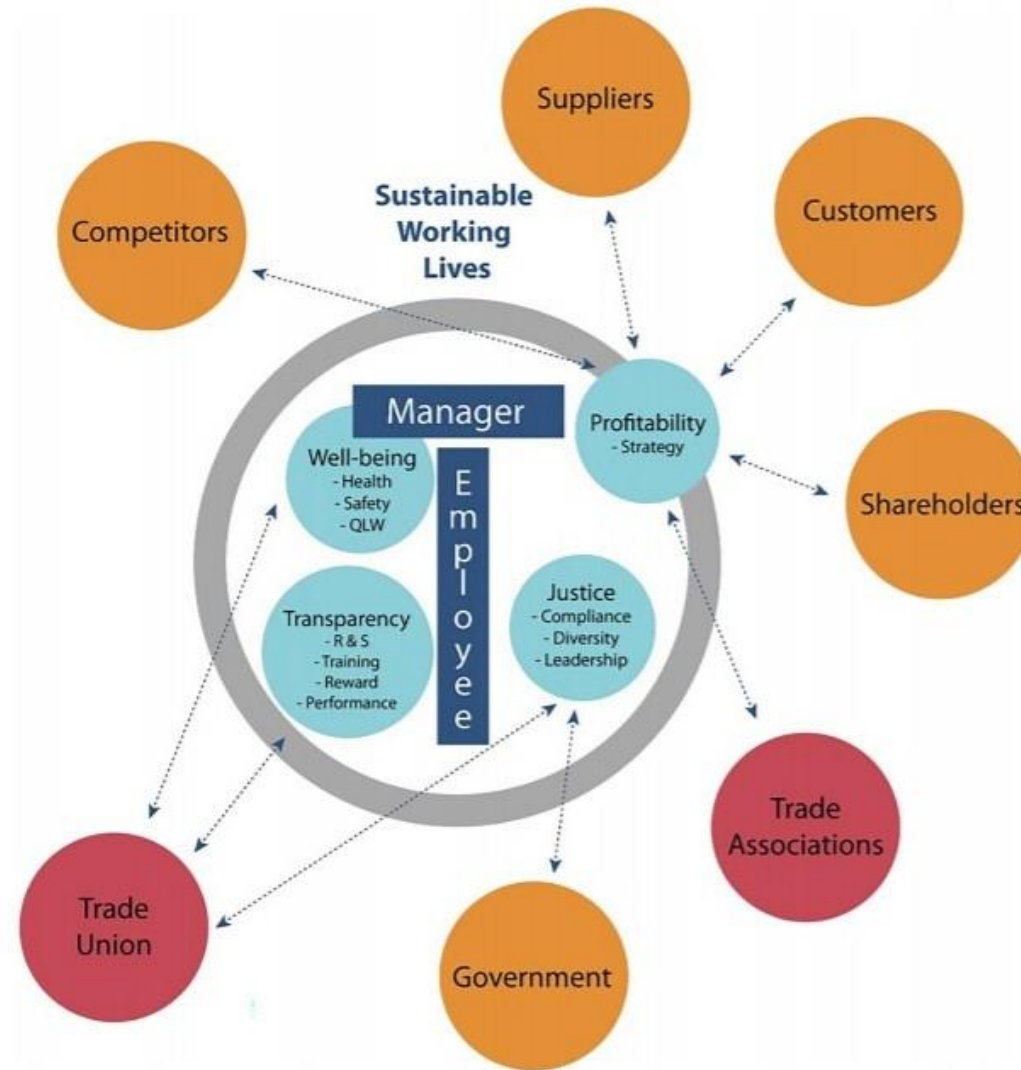 Suppliers
Customers
Competitors
Sustainable
Working
Lives
Manager
Profitability
- Strategy
Well-being
- Health
- Safety
- QLW
Employee
Shareholders
Transparency
- R & S
- Training
- Reward
- Performance
Justice
- Compliance
- Diversity
- Leadership
Trade
Associations
Trade
Union
Government